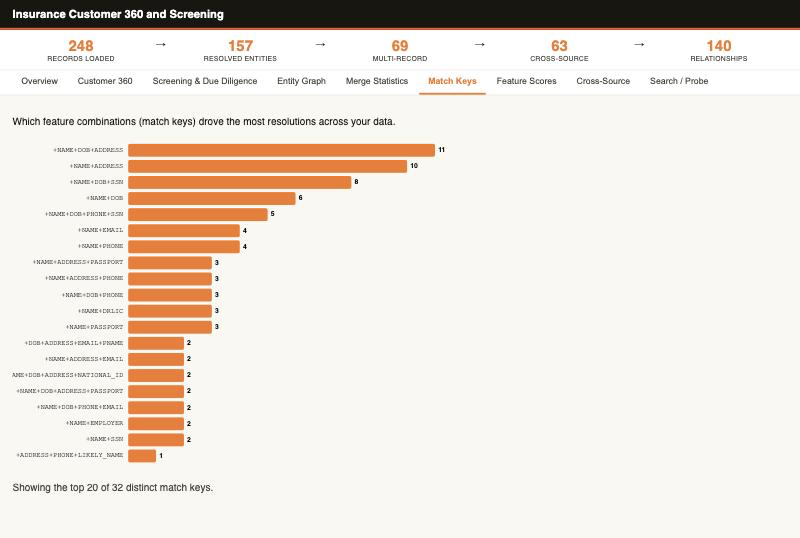 Insurance Customer 360 and Screening
248 → 157 → 69 → 63 → 140
RECORDS LOADED RESOLVED ENTITIES MULTI-RECORD CROSS-SOURCE RELATIONSHIPS
Overview Customer 360 Screening & Due Diligence Entity Graph Merge Statistics Match Keys Feature Scores Cross-Source Search / Probe
Which feature combinations (match keys) drove the most resolutions across your data.
+NAME+DOB+ADDRESS 11
+NAME+ADDRESS 10
+NAME+DOB+SSN 8
+NAME+DOB 6
+NAME+DOB+PHONE+SSN 5
+NAME+EMAIL 4
+NAME+PHONE 4
+NAME+ADDRESS+PASSPORT 3
+NAME+ADDRESS+PHONE 3
+NAME+DOB+PHONE 3
+NAME+DRLIC 3
+NAME+PASSPORT 3
+DOB+ADDRESS+EMAIL+PNAME 2
+NAME+ADDRESS+EMAIL 2
AME+DOB+ADDRESS+NATIONAL_ID 2
+NAME+DOB+ADDRESS+PASSPORT 2
+NAME+DOB+PHONE+EMAIL 2
+NAME+EMPLOYER 2
+NAME+SSN 2
+ADDRESS+PHONE+LIKELY_NAME 1
Showing the top 20 of 32 distinct match keys.